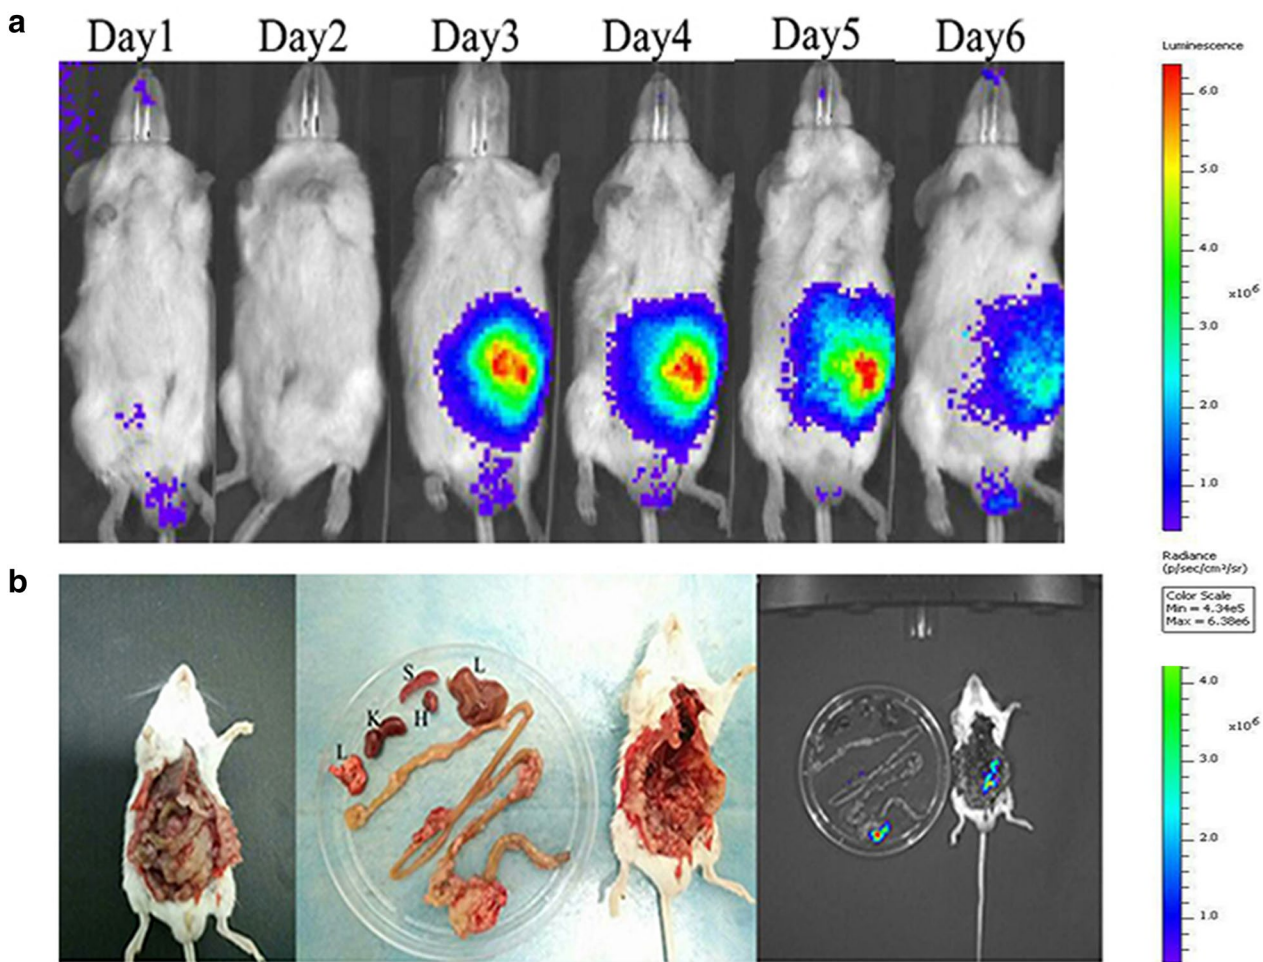 a
Day1 Day2 Day3 Day4 Day5 Day6
Luminescence
6.0
5.0
4.0
x10⁶
3.0
2.0
1.0
Radiance
(p/sec/cm²/sr)
Color Scale
Min = 4.34e5
Max = 6.38e6
b
S L
K H
L
4.0
x10⁶
3.0
2.0
1.0